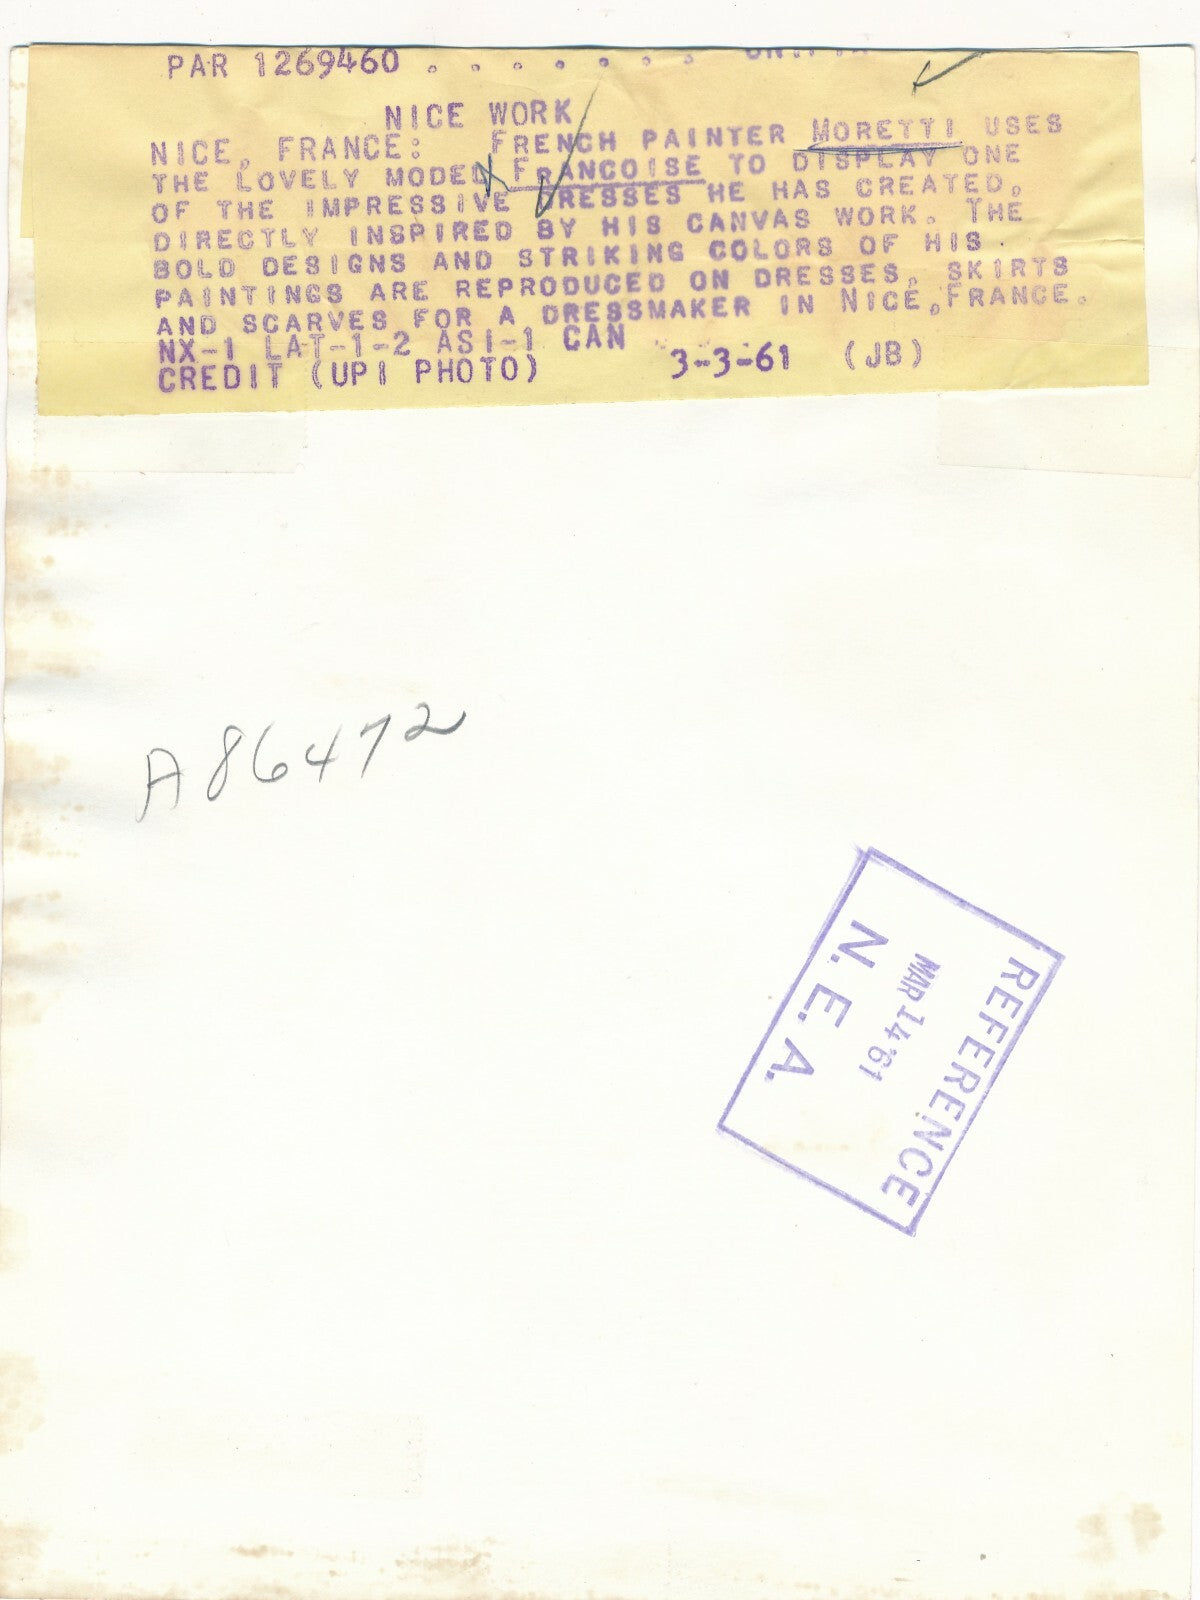 PAR 1269460 . . . . . . .
NICE WORK
NICE, FRANCE: FRENCH PAINTER MORETTI USES
THE LOVELY MODEL FRANCOISE TO DISPLAY ONE
OF THE IMPRESSIVE DRESSES HE HAS CREATED,
DIRECTLY INSPIRED BY HIS CANVAS WORK. THE
BOLD DESIGNS AND STRIKING COLORS OF HIS
PAINTINGS ARE REPRODUCED ON DRESSES, SKIRTS
AND SCARVES FOR A DRESSMAKER IN NICE, FRANCE.
NX-1 LAT-1-2 ASI-1 CAN
CREDIT (UPI PHOTO) 3-3-61 (JB)
A86472
REFERENCE
MAR 14 '61
N. E. A.